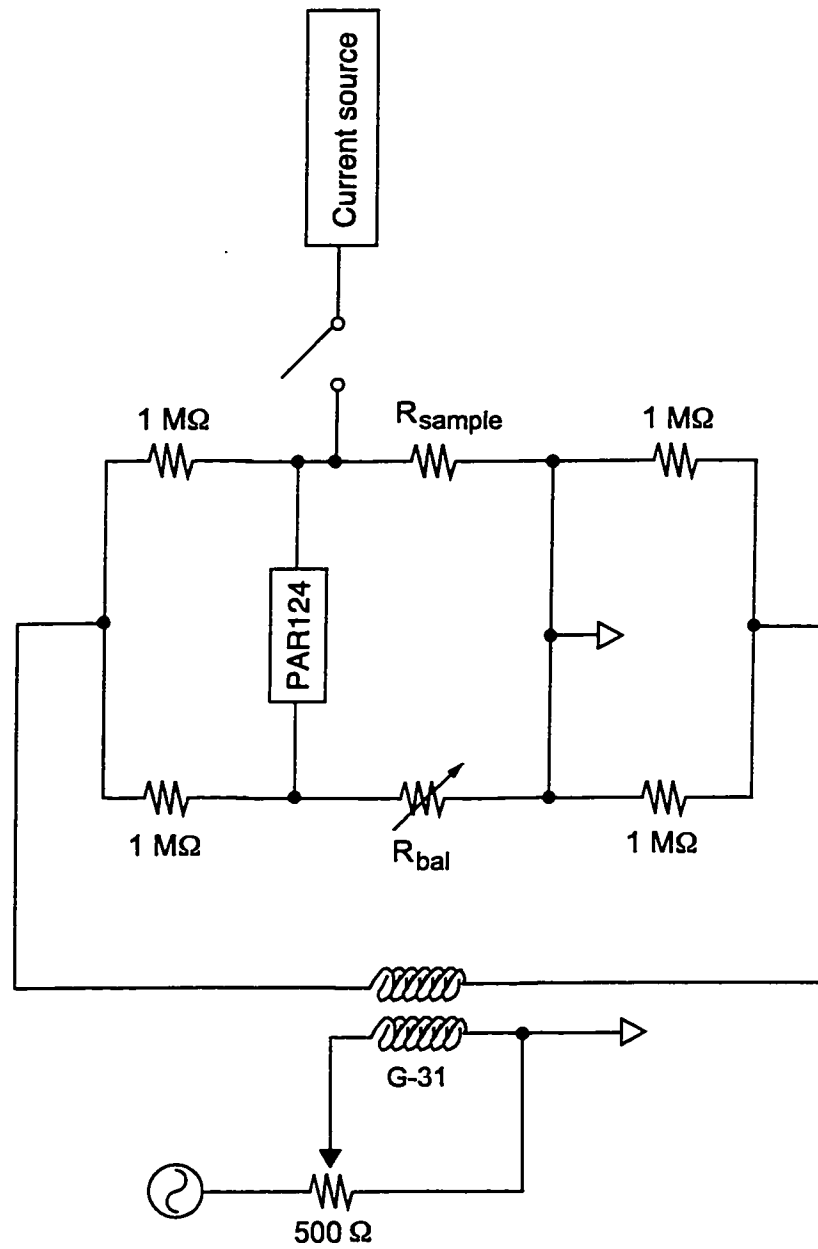 Current source
1 MΩ
R_sample
1 MΩ
PAR124
1 MΩ
R_bal
1 MΩ
G-31
500 Ω